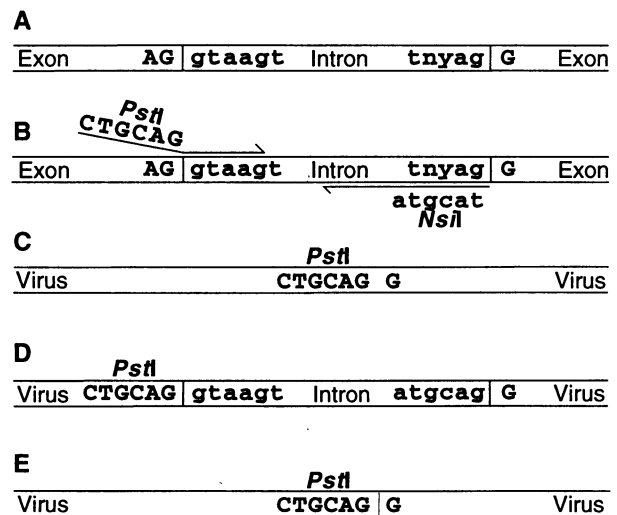 A
Exon AG gtaagt Intron tnyag G Exon
PstI
CTGCAG
B
Exon AG gtaagt Intron tnyag G Exon
atgcat
NsiI
C
PstI
Virus CTGCAG G Virus
D
PstI
Virus CTGCAG gtaagt Intron atgcag G Virus
E
PstI
Virus CTGCAG G Virus